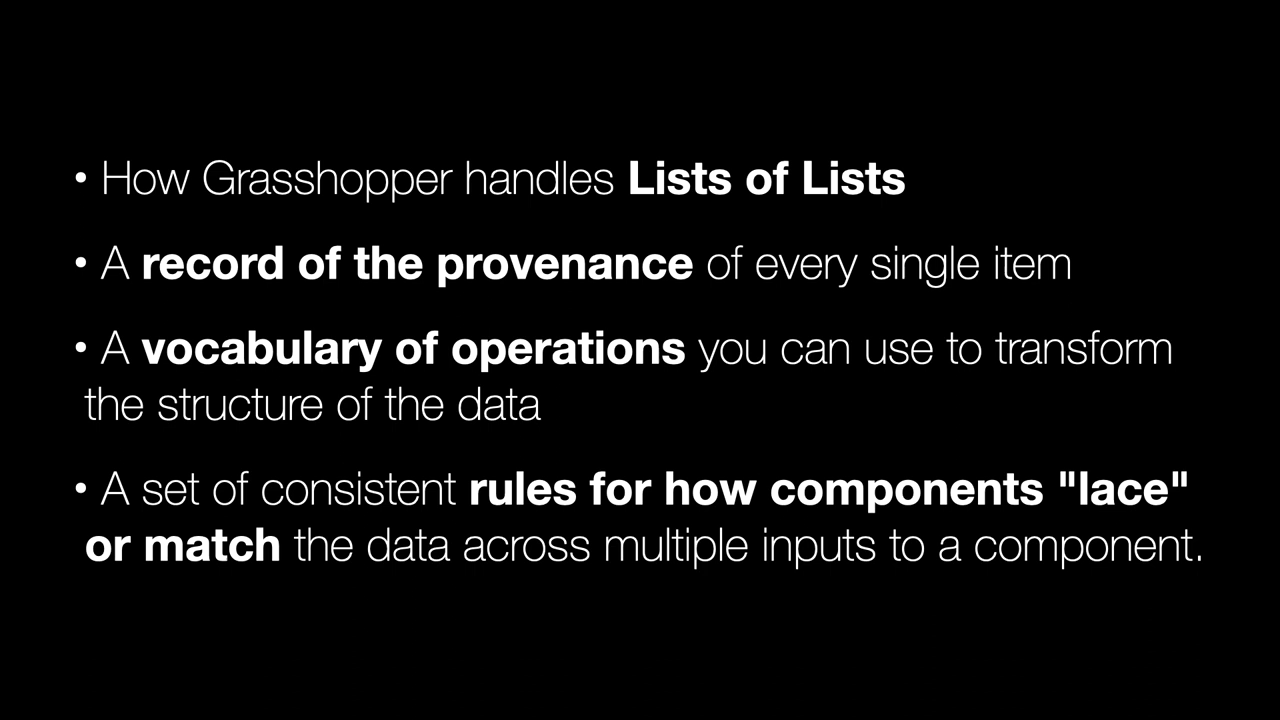 • How Grasshopper handles Lists of Lists
• A record of the provenance of every single item
• A vocabulary of operations you can use to transform
the structure of the data
• A set of consistent rules for how components "lace"
or match the data across multiple inputs to a component.